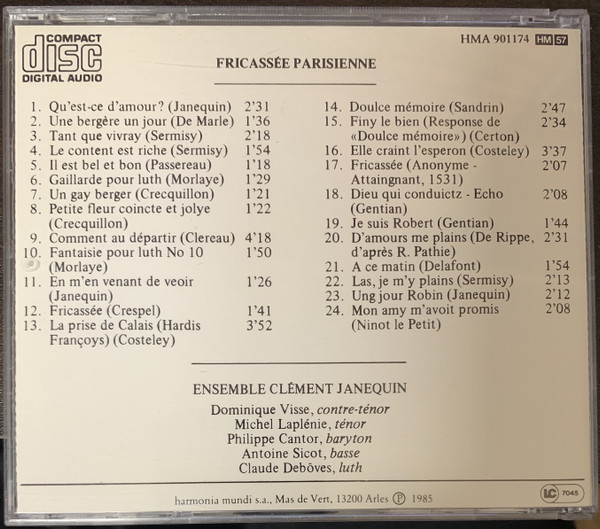 COMPACT
disc
DIGITAL AUDIO
HMA 901174 HM 57
FRICASSÉE PARISIENNE
1. Qu'est-ce d'amour? (Janequin) 2'31
2. Une bergère un jour (De Marle) 1'36
3. Tant que vivray (Sermisy) 2'18
4. Le content est riche (Sermisy) 1'54
5. Il est bel et bon (Passereau) 1'18
6. Gaillarde pour luth (Morlaye) 1'29
7. Un gay berger (Crecquillon) 1'21
8. Petite fleur coincte et jolye 1'22
(Crecquillon)
9. Comment au départir (Clereau) 4'18
10. Fantaisie pour luth No 10 1'50
(Morlaye)
11. En m'en venant de veoir 1'26
(Janequin)
12. Fricassée (Crespel) 1'41
13. La prise de Calais (Hardis 3'52
Françoys) (Costeley)
14. Doulce mémoire (Sandrin) 2'47
15. Finy le bien (Response de 2'34
«Doulce mémoire») (Certon)
16. Elle craint l'esperon (Costeley) 3'37
17. Fricassée (Anonyme - 2'07
Attaingnant, 1531)
18. Dieu qui conduictz - Echo 2'08
(Gentian)
19. Je suis Robert (Gentian) 1'44
20. D'amours me plains (De Rippe, 2'31
d'après R. Pathie)
21. A ce matin (Delafont) 1'54
22. Las, je m'y plains (Sermisy) 2'13
23. Ung jour Robin (Janequin) 2'12
24. Mon amy m'avoit promis 2'08
(Ninot le Petit)
ENSEMBLE CLÉMENT JANEQUIN
Dominique Visse, contre-ténor
Michel Laplénie, ténor
Philippe Cantor, baryton
Antoine Sicot, basse
Claude Debôves, luth
harmonia mundi s.a., Mas de Vert, 13200 Arles Ⓟ 1985
LC 7045